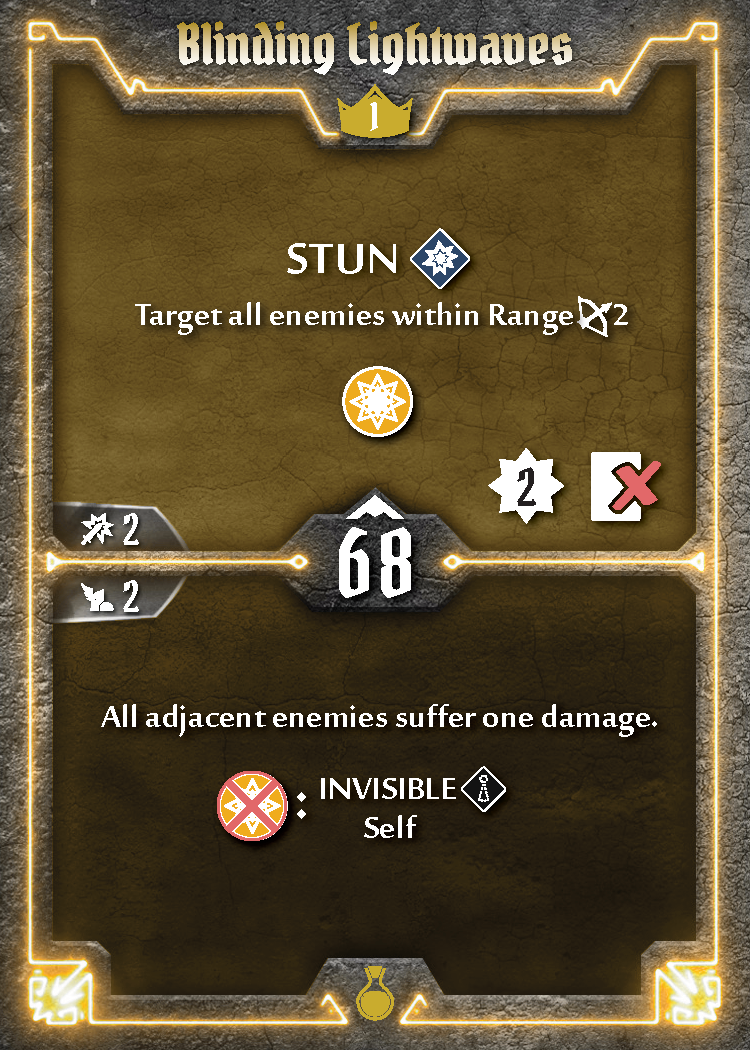 Blinding Lightwaves
1
STUN
Target all enemies within Range 2
2
2
68
2
All adjacent enemies suffer one damage.
: INVISIBLE
Self